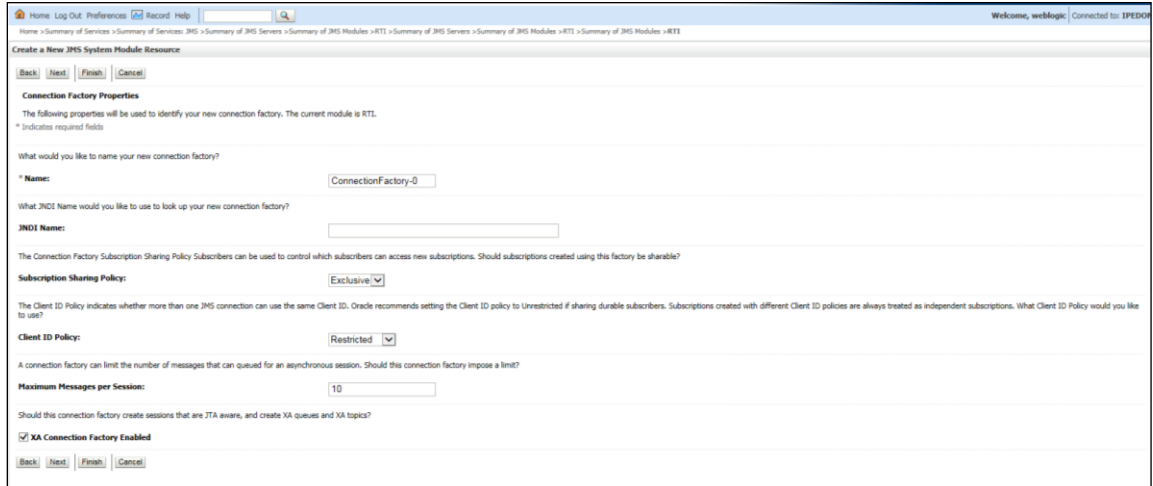 Home Log Out Preferences Record Help
Welcome, weblogic Connected to: IPEDOM
Home >Summary of Services >Summary of Services: JMS >Summary of JMS Servers >Summary of JMS Modules >RTI >Summary of JMS Servers >Summary of JMS Modules >RTI >Summary of JMS Modules >RTI
Create a New JMS System Module Resource
Back Next Finish Cancel
Connection Factory Properties
The following properties will be used to identify your new connection factory. The current module is RTI.
* Indicates required fields
What would you like to name your new connection factory?
* Name: ConnectionFactory-0
What JNDI Name would you like to use to look up your new connection factory?
JNDI Name:
The Connection Factory Subscription Sharing Policy Subscribers can be used to control which subscribers can access new subscriptions. Should subscriptions created using this factory be sharable?
Subscription Sharing Policy: Exclusive
The Client ID Policy indicates whether more than one JMS connection can use the same Client ID. Oracle recommends setting the Client ID policy to Unrestricted if sharing durable subscribers. Subscriptions created with different Client ID policies are always treated as independent subscriptions. What Client ID Policy would you like
to use?
Client ID Policy: Restricted
A connection factory can limit the number of messages that can queued for an asynchronous session. Should this connection factory impose a limit?
Maximum Messages per Session: 10
Should this connection factory create sessions that are JTA aware, and create XA queues and XA topics?
XA Connection Factory Enabled
Back Next Finish Cancel